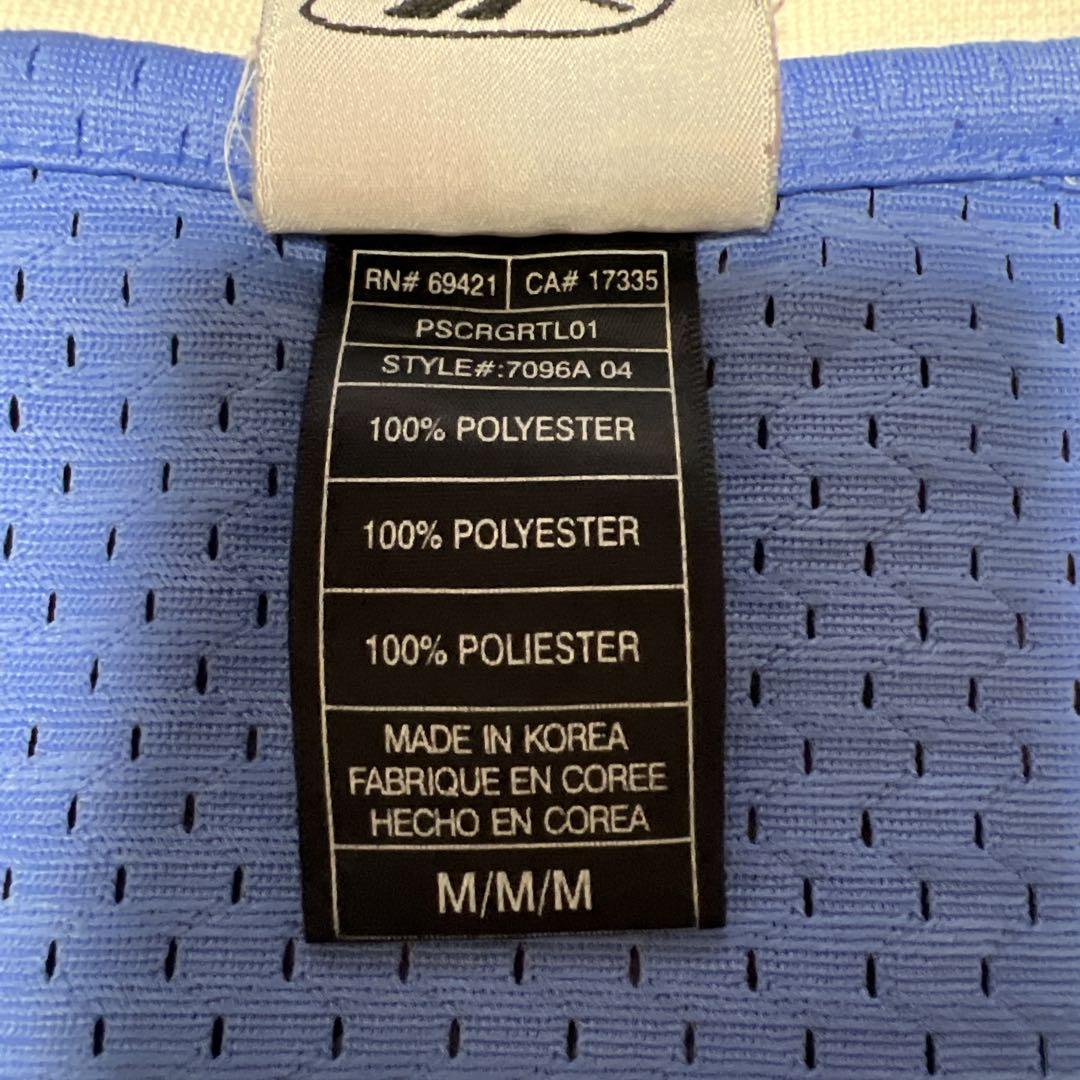 RN# 69421 CA# 17335
PSCRGRTL01
STYLE#:7096A 04
100% POLYESTER
100% POLYESTER
100% POLIESTER
MADE IN KOREA
FABRIQUE EN COREE
HECHO EN COREA
M/M/M